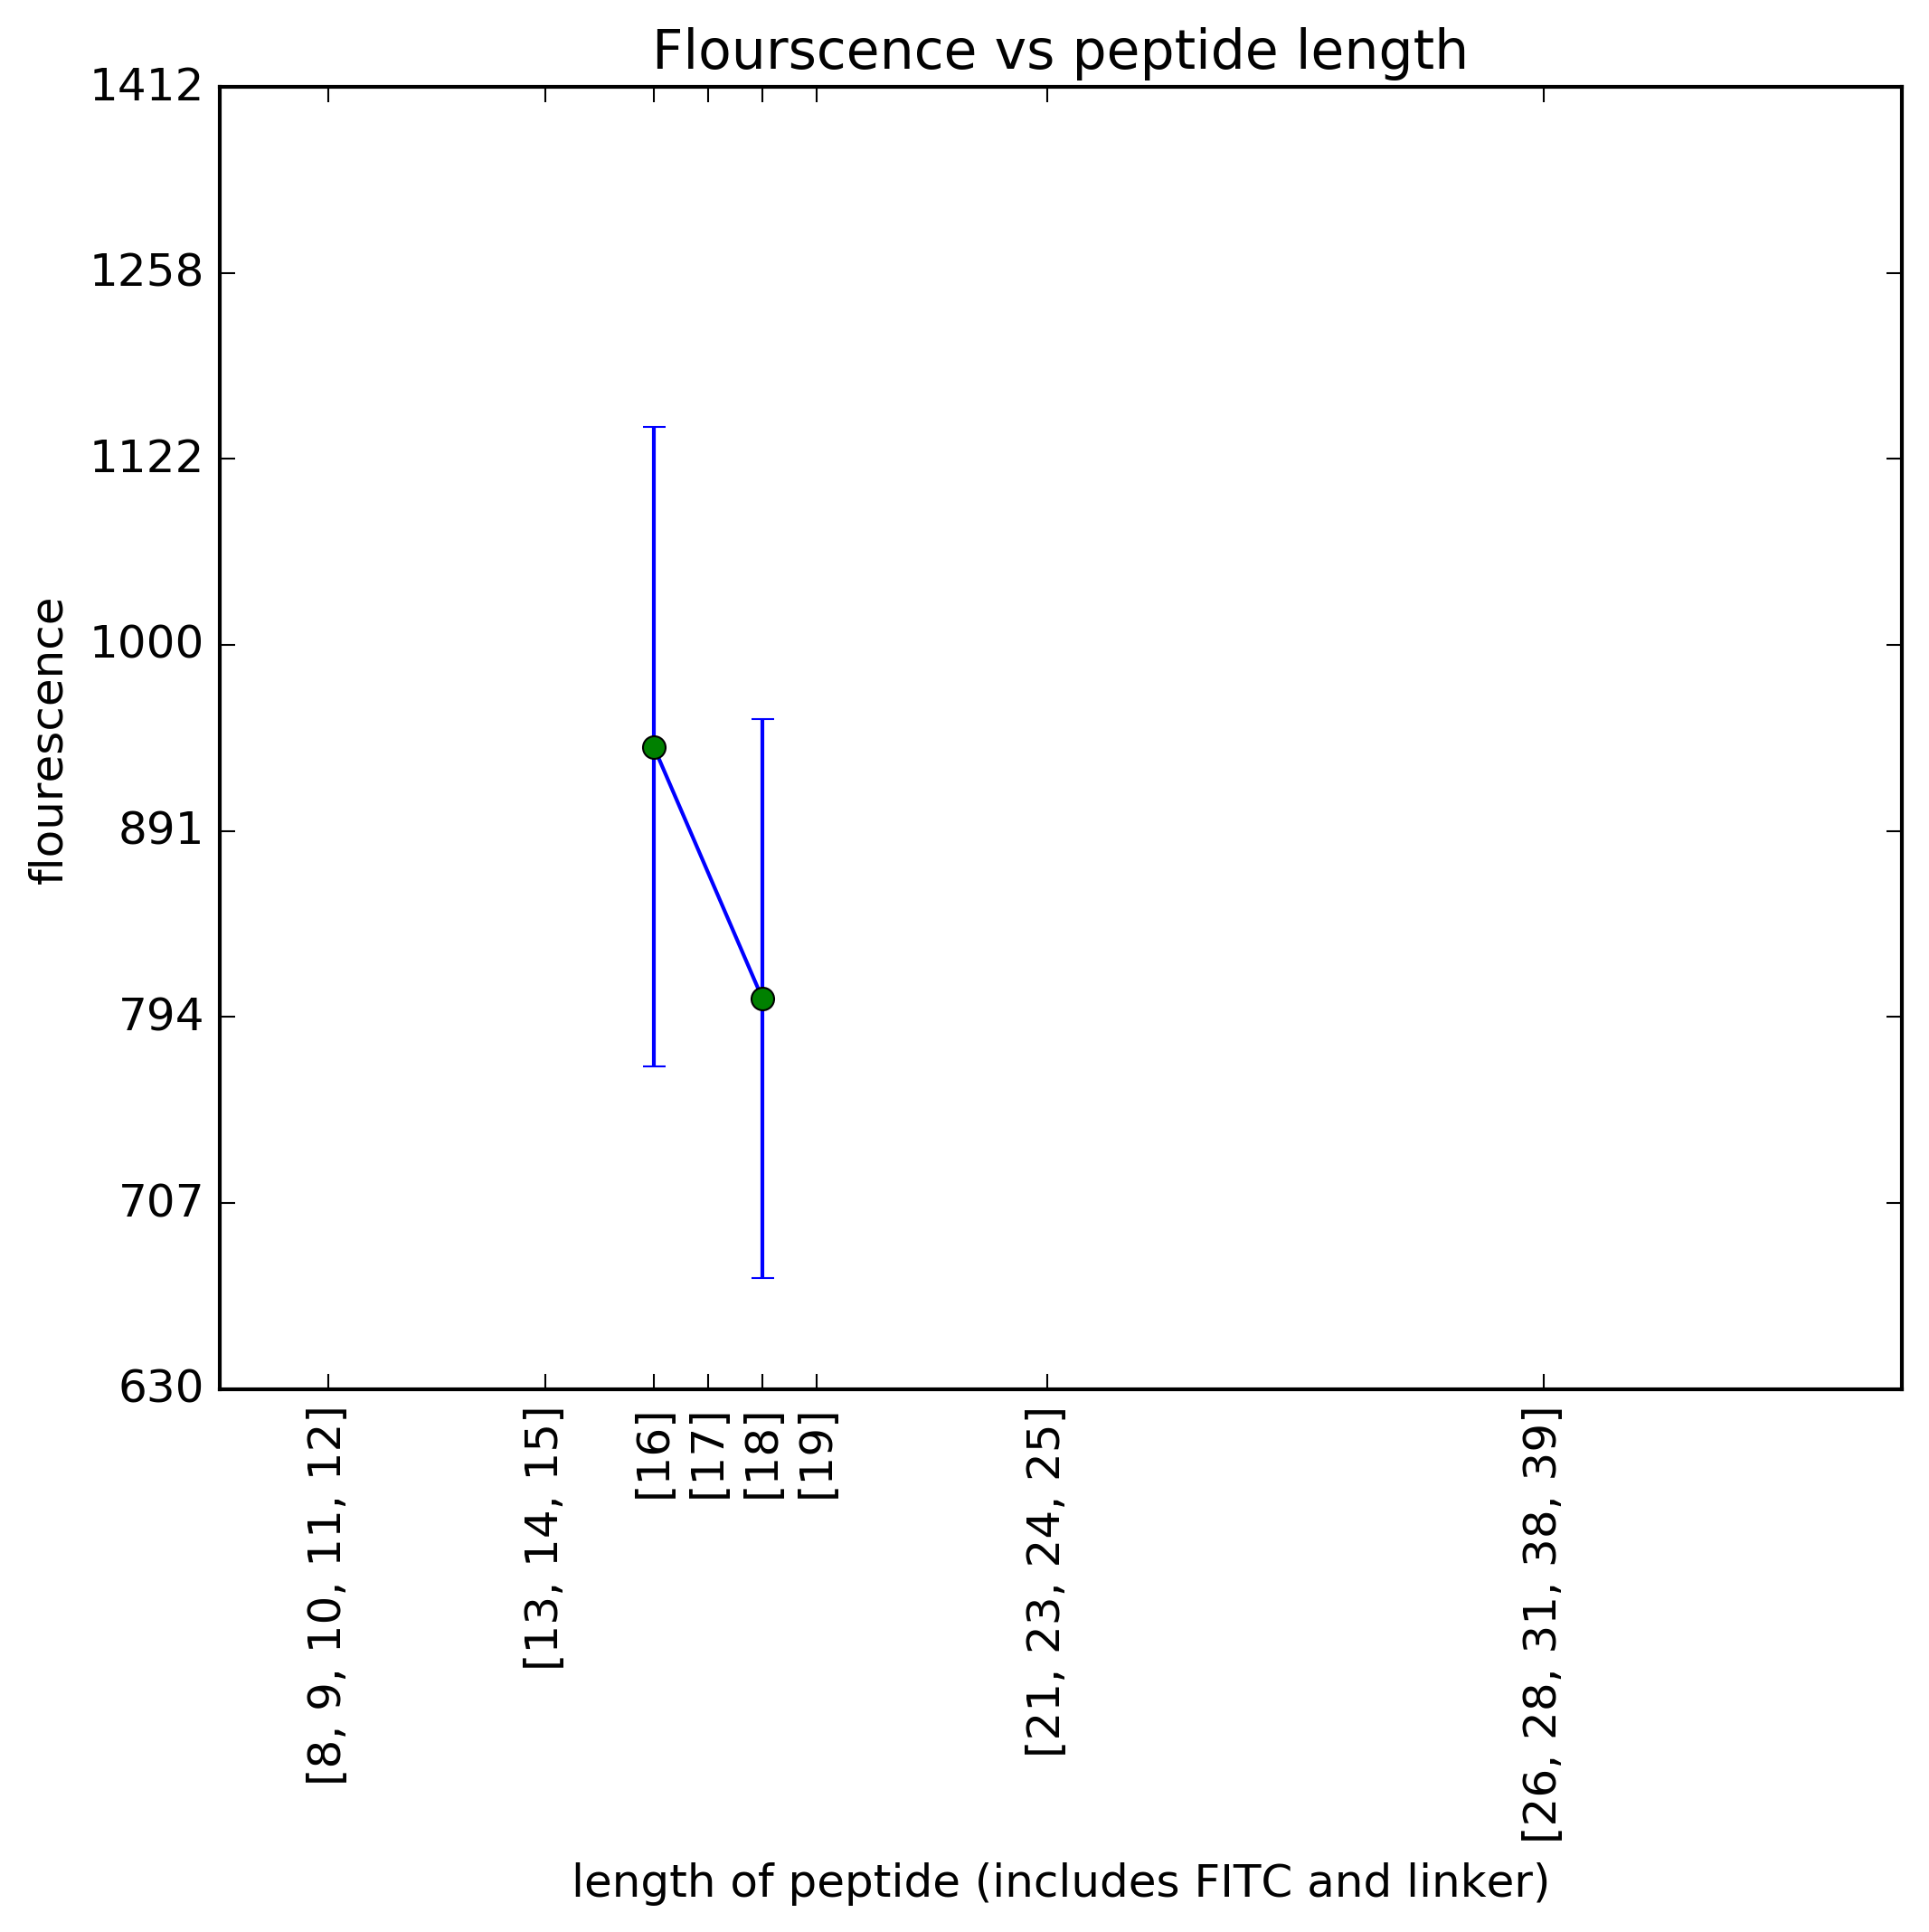 Flourscence vs peptide length
1412
1258
1122
1000
891
794
707
630
flourescence
[8, 9, 10, 11, 12]
[13, 14, 15]
[16]
[17]
[18]
[19]
[21, 23, 24, 25]
[26, 28, 31, 38, 39]
length of peptide (includes FITC and linker)